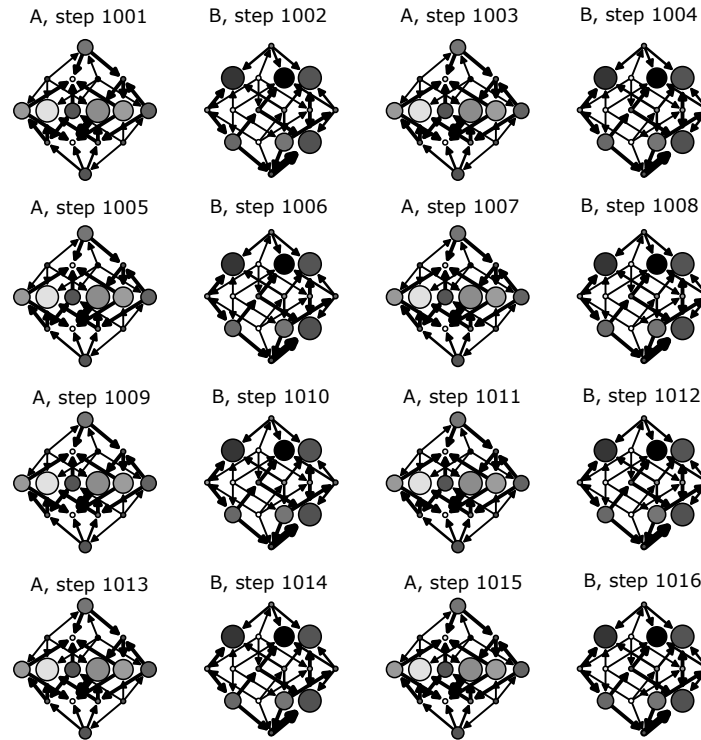 A, step 1001
B, step 1002
A, step 1003
B, step 1004
A, step 1005
B, step 1006
A, step 1007
B, step 1008
A, step 1009
B, step 1010
A, step 1011
B, step 1012
A, step 1013
B, step 1014
A, step 1015
B, step 1016